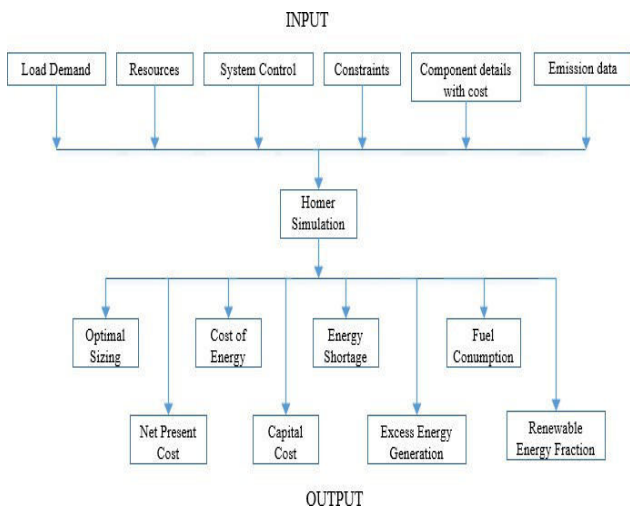 INPUT
Load Demand
Resources
System Control
Constraints
Component details
with cost
Emission data
Homer
Simulation
Optimal
Sizing
Cost of
Energy
Energy
Shortage
Fuel
Conumption
Net Present
Cost
Capital
Cost
Excess Energy
Generation
Renewable
Energy Fraction
OUTPUT